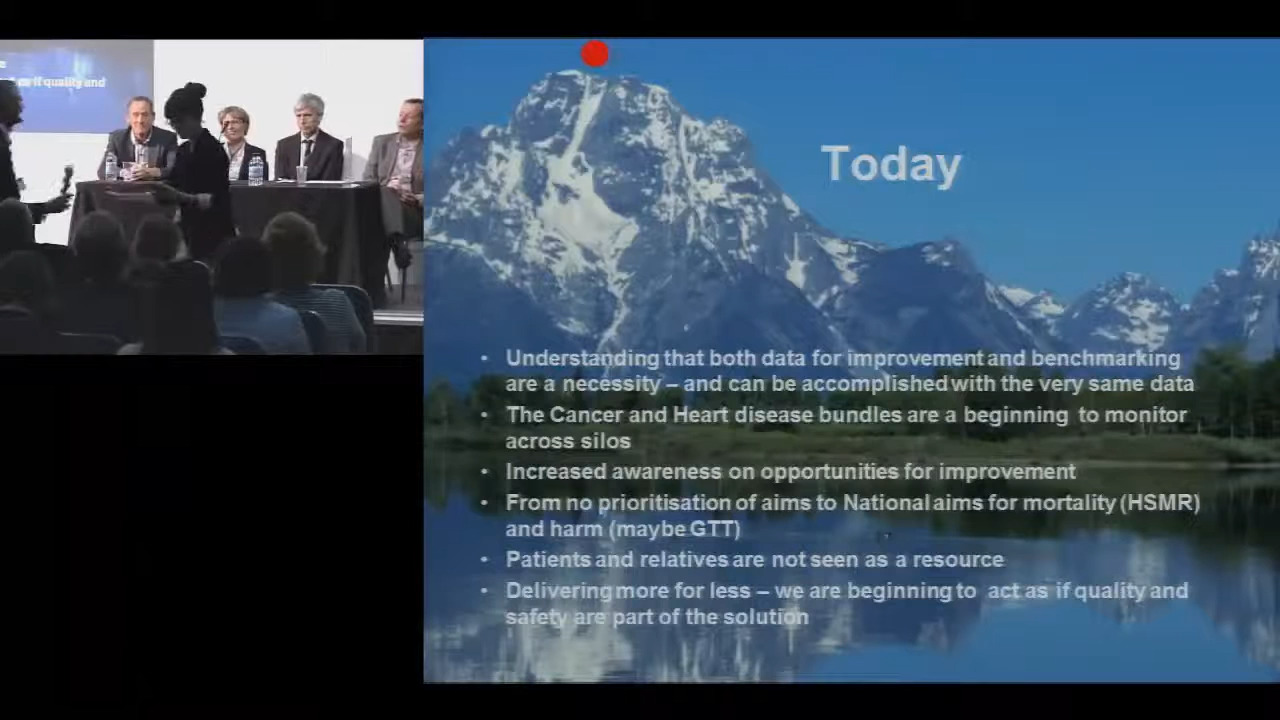 as if quality and
Today
• Understanding that both data for improvement and benchmarking
are a necessity – and can be accomplished with the very same data
• The Cancer and Heart disease bundles are a beginning to monitor
across silos
• Increased awareness on opportunities for improvement
• From no prioritisation of aims to National aims for mortality (HSMR)
and harm (maybe GTT)
• Patients and relatives are not seen as a resource
• Delivering more for less – we are beginning to act as if quality and
safety are part of the solution